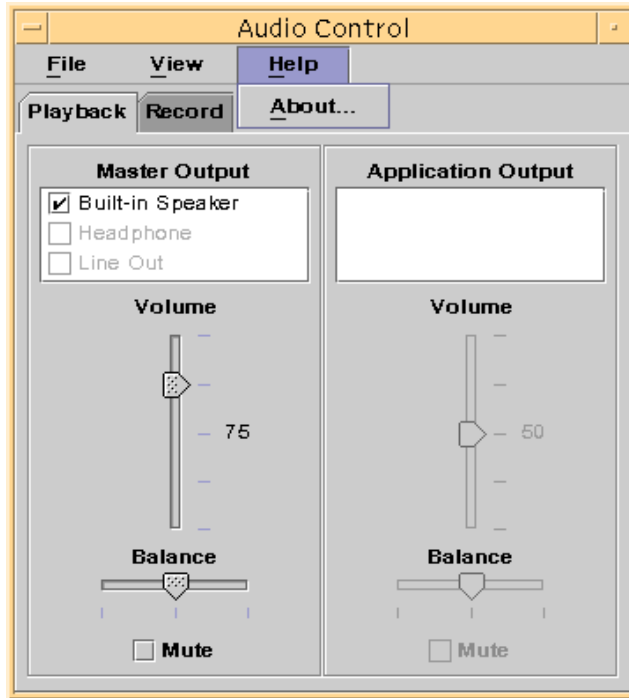 Audio Control
File View Help
Playback Record About...
Master Output
Built-in Speaker
Headphone
Line Out
Volume
75
Balance
Mute
Application Output
Volume
50
Balance
Mute